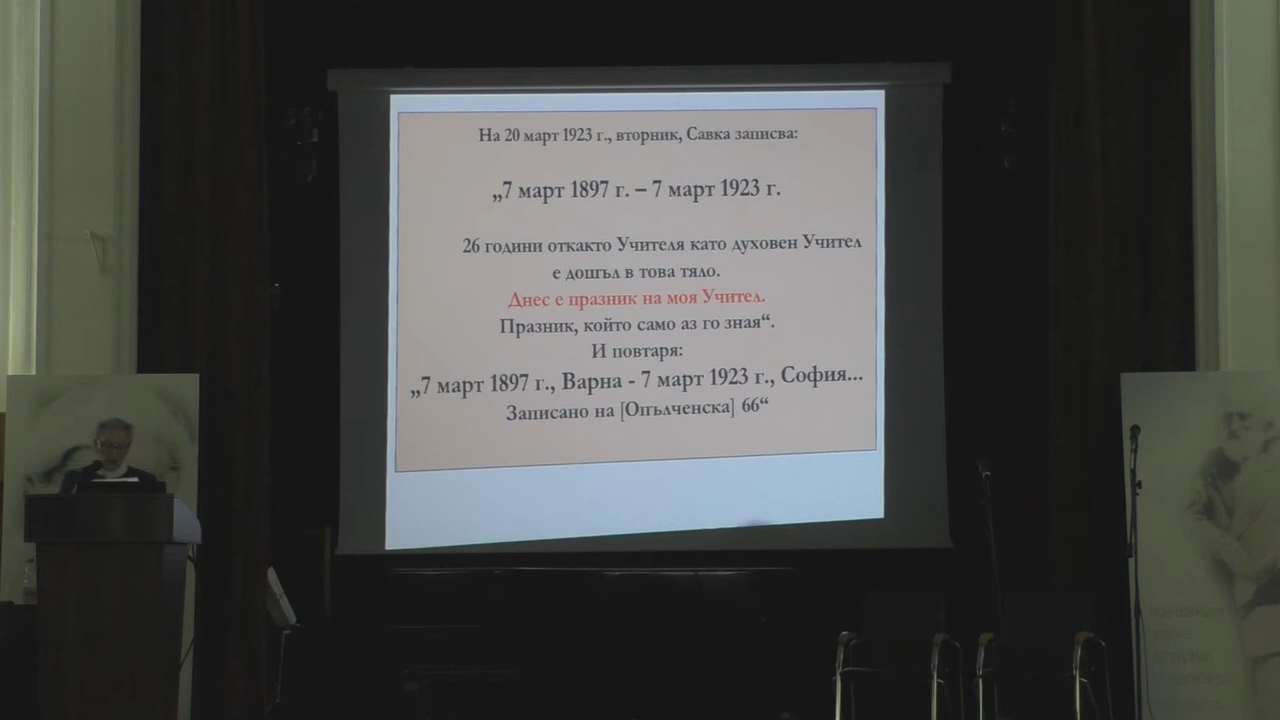 На 20 март 1923 г., вторник, Савка записва:
„7 март 1897 г. – 7 март 1923 г.
26 години откакто Учителя като духовен Учител
е дошъл в това тяло.
Днес е празник на моя Учител.
Празник, който само аз го зная“.
И повтаря:
„7 март 1897 г., Варна - 7 март 1923 г., София...
Записано на [Опълченска] 66“